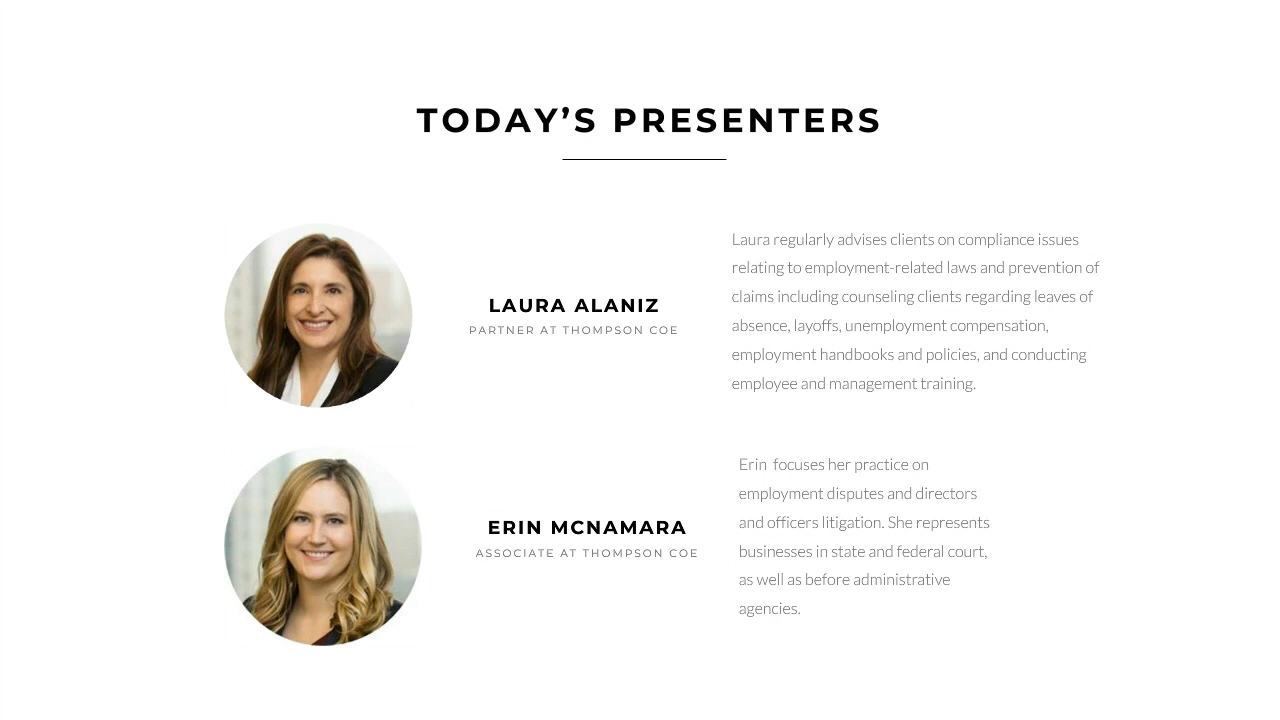 TODAY’S PRESENTERS
LAURA ALANIZ
PARTNER AT THOMPSON COE
Laura regularly advises clients on compliance issues
relating to employment-related laws and prevention of
claims including counseling clients regarding leaves of
absence, layoffs, unemployment compensation,
employment handbooks and policies, and conducting
employee and management training.
ERIN MCNAMARA
ASSOCIATE AT THOMPSON COE
Erin  focuses her practice on
employment disputes and directors
and officers litigation. She represents
businesses in state and federal court,
as well as before administrative
agencies.